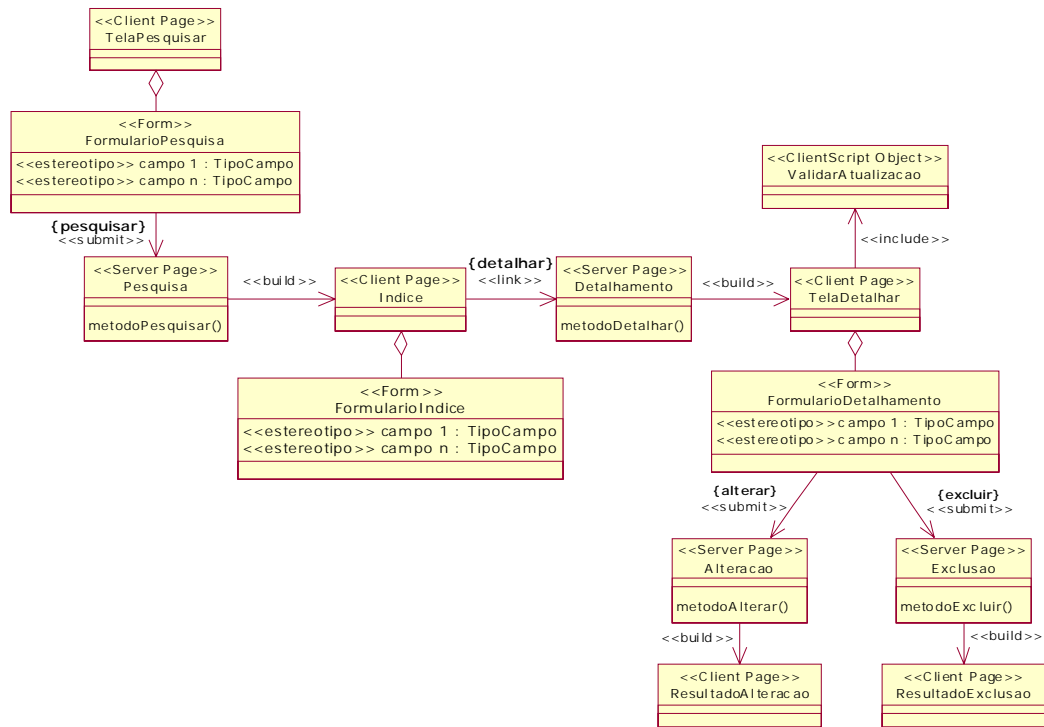 <<Client Page>>
TelaPesquisar
<<Form>>
FormularioPesquisa
<<estereotipo>> campo 1 : TipoCampo
<<estereotipo>> campo n : TipoCampo
{pesquisar}
<<submit>>
<<Server Page>>
Pesquisa
metodoPesquisar()
<<build>>
<<Client Page>>
Indice
{detalhar}
<<link>>
<<Server Page>>
Detalhamento
metodoDetalhar()
<<build>>
<<Client Page>>
TelaDetalhar
<<include>>
<<ClientScript Object>>
ValidarAtualizacao
<<Form>>
FormularioIndice
<<estereotipo>> campo 1 : TipoCampo
<<estereotipo>> campo n : TipoCampo
<<Form>>
FormularioDetalhamento
<<estereotipo>> campo 1 : TipoCampo
<<estereotipo>> campo n : TipoCampo
{alterar}
<<submit>>
{excluir}
<<submit>>
<<Server Page>>
Alteracao
metodoAlterar()
<<Server Page>>
Exclusao
metodoExcluir()
<<build>>
<<build>>
<<Client Page>>
ResultadoAlteracao
<<Client Page>>
ResultadoExclusao